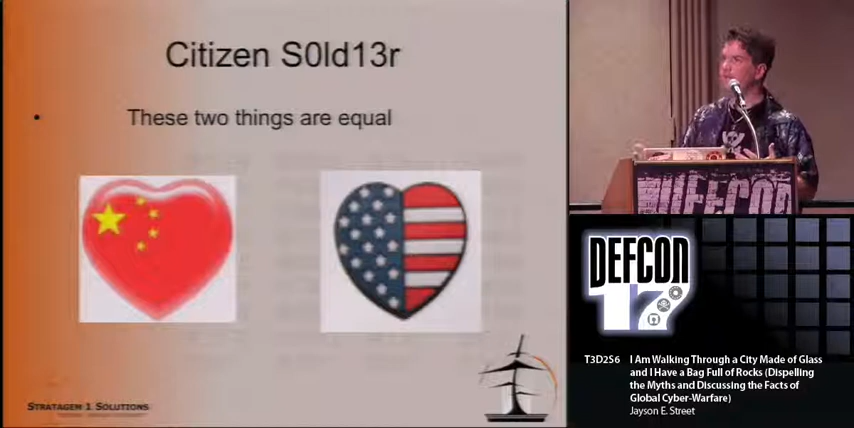 Citizen S0ld13r
• These two things are equal
STRATAGEM 1 SOLUTIONS
DEFCON
DEFCON
17
T3D2S6 I Am Walking Through a City Made of Glass
and I Have a Bag Full of Rocks (Dispelling
the Myths and Discussing the Facts of
Global Cyber-Warfare)
Jayson E. Street